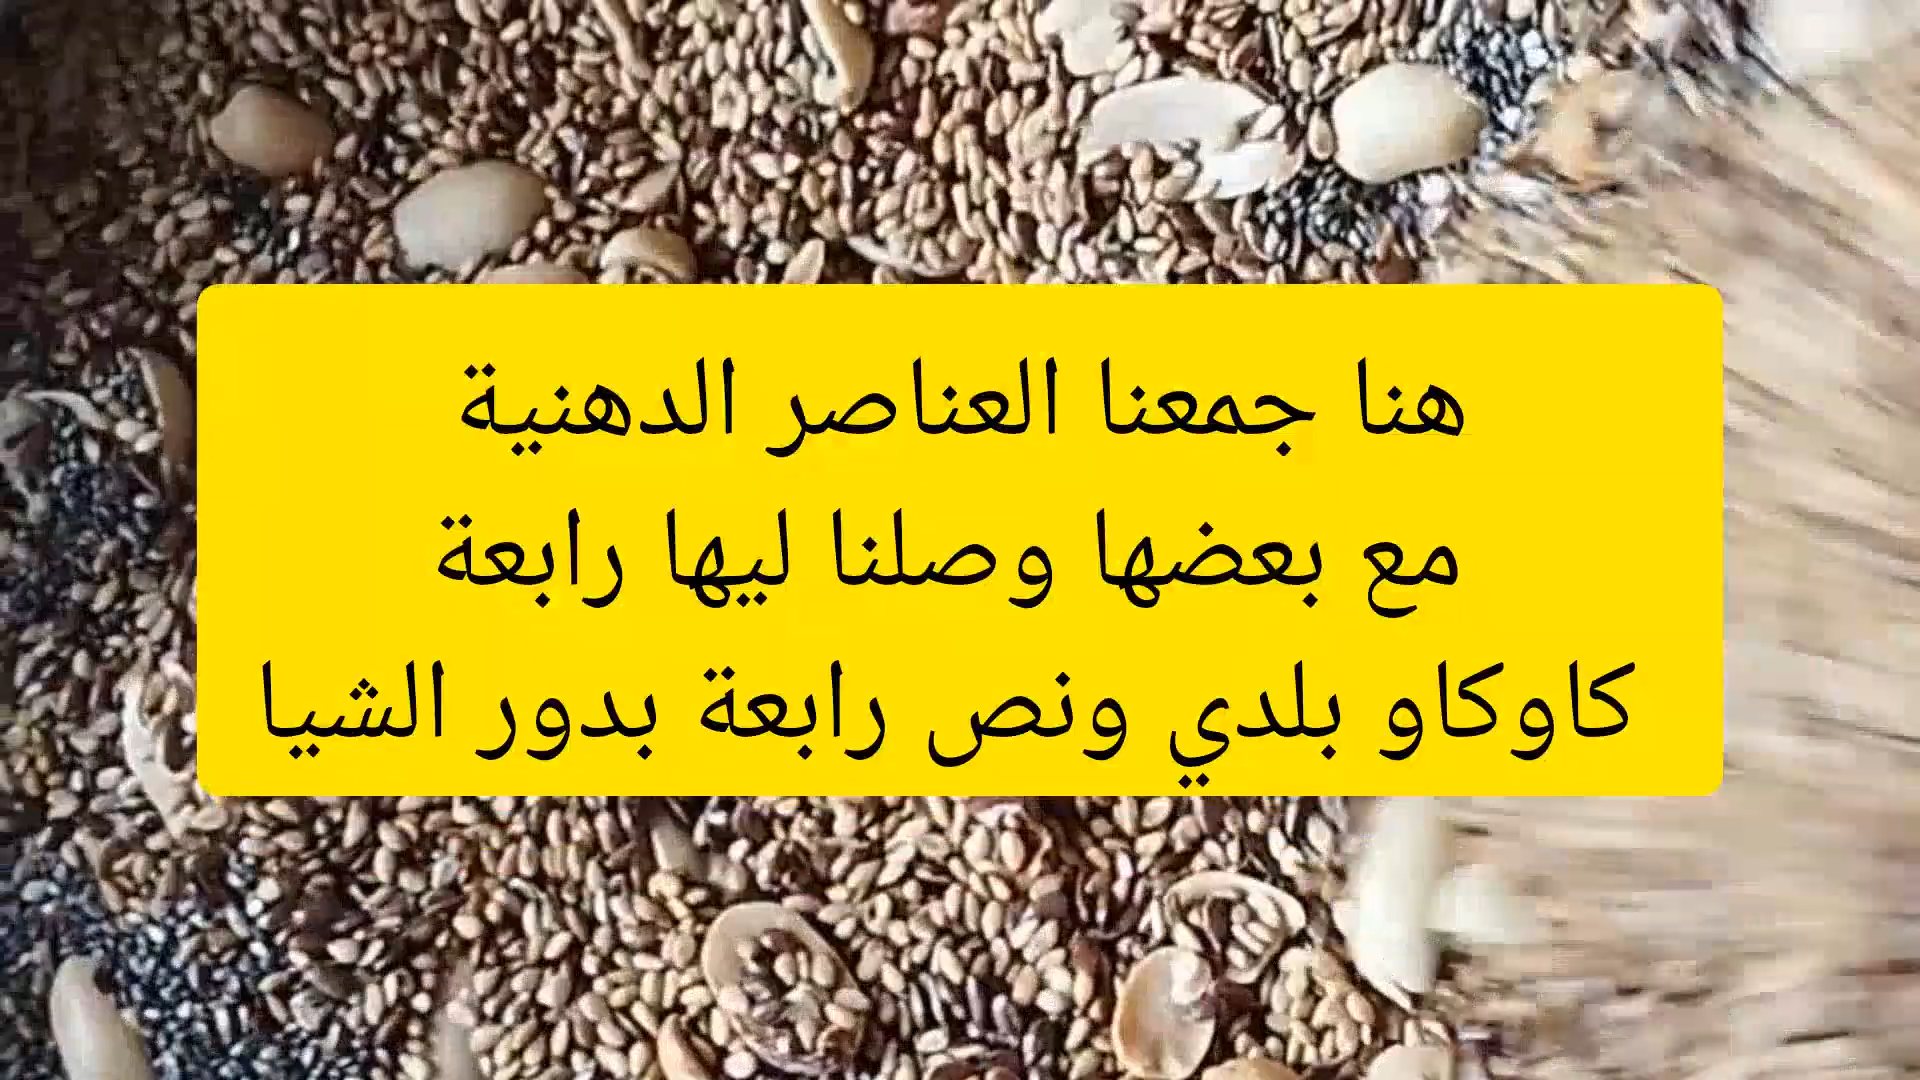 هنا جمعنا العناصر الدهنية
مع بعضها وصلنا ليها رابعة
كاوكاو بلدي ونص رابعة بدور الشيا